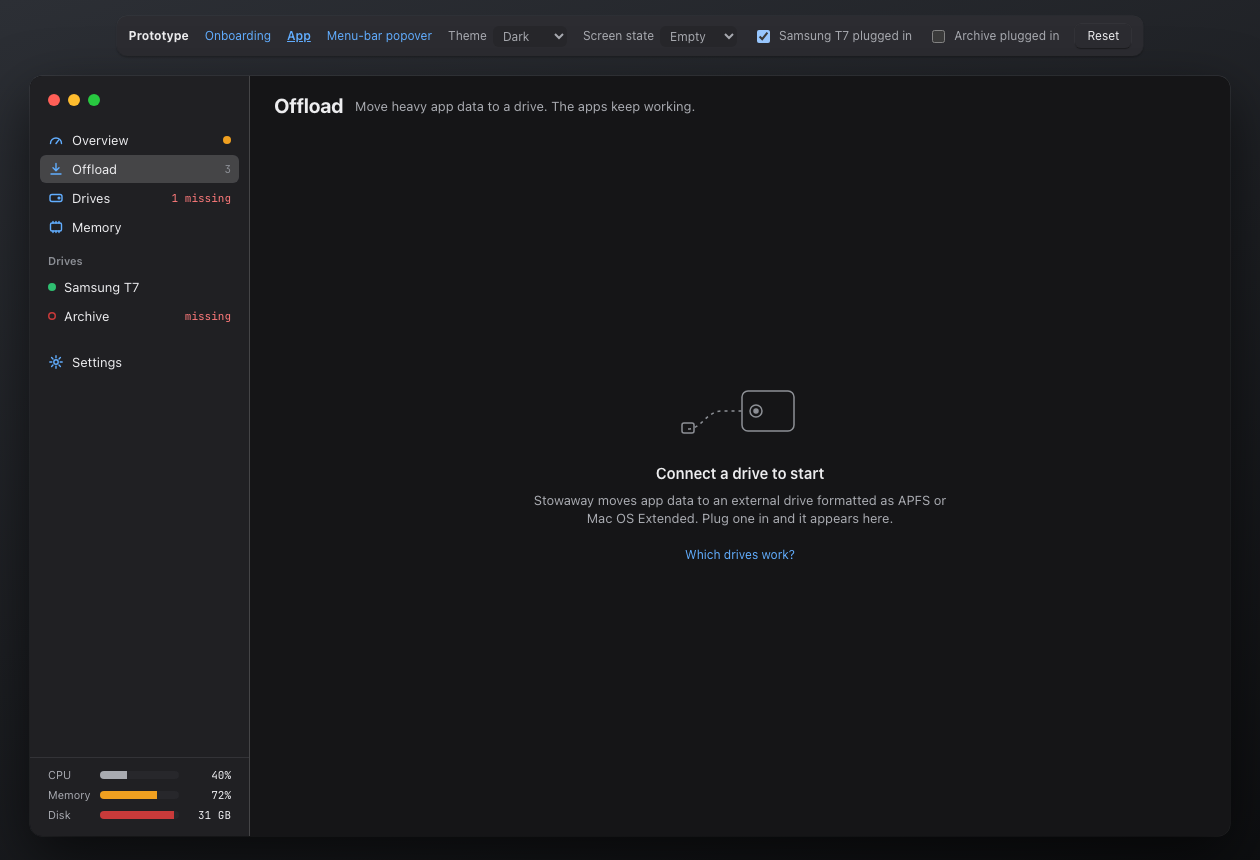 Prototype Onboarding App Menu-bar popover Theme Dark Screen state Empty Samsung T7 plugged in Archive plugged in Reset
Overview
Offload 3
Drives 1 missing
Memory
Drives
Samsung T7
Archive missing
Settings
CPU 40%
Memory 72%
Disk 31 GB
Offload Move heavy app data to a drive. The apps keep working.
Connect a drive to start
Stowaway moves app data to an external drive formatted as APFS or
Mac OS Extended. Plug one in and it appears here.
Which drives work?